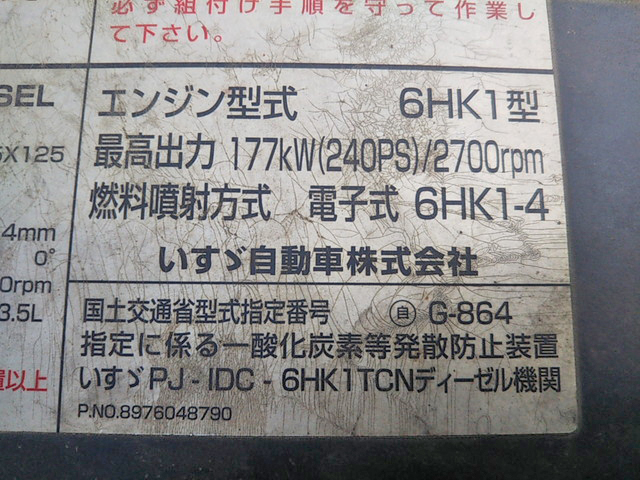 必ず組付け手順を守って作業し
て下さい。
SEL
5X125
4mm
0°
0rpm
3.5L
置以上
エンジン型式 6HK1型
最高出力 177kW(240PS)/2700rpm
燃料噴射方式 電子式 6HK1-4
いすゞ自動車株式会社
国土交通省型式指定番号 ㉂ G-864
指定に係る一酸化炭素等発散防止装置
いすゞPJ-IDC-6HK1TCNディーゼル機関
P.NO.8976048790